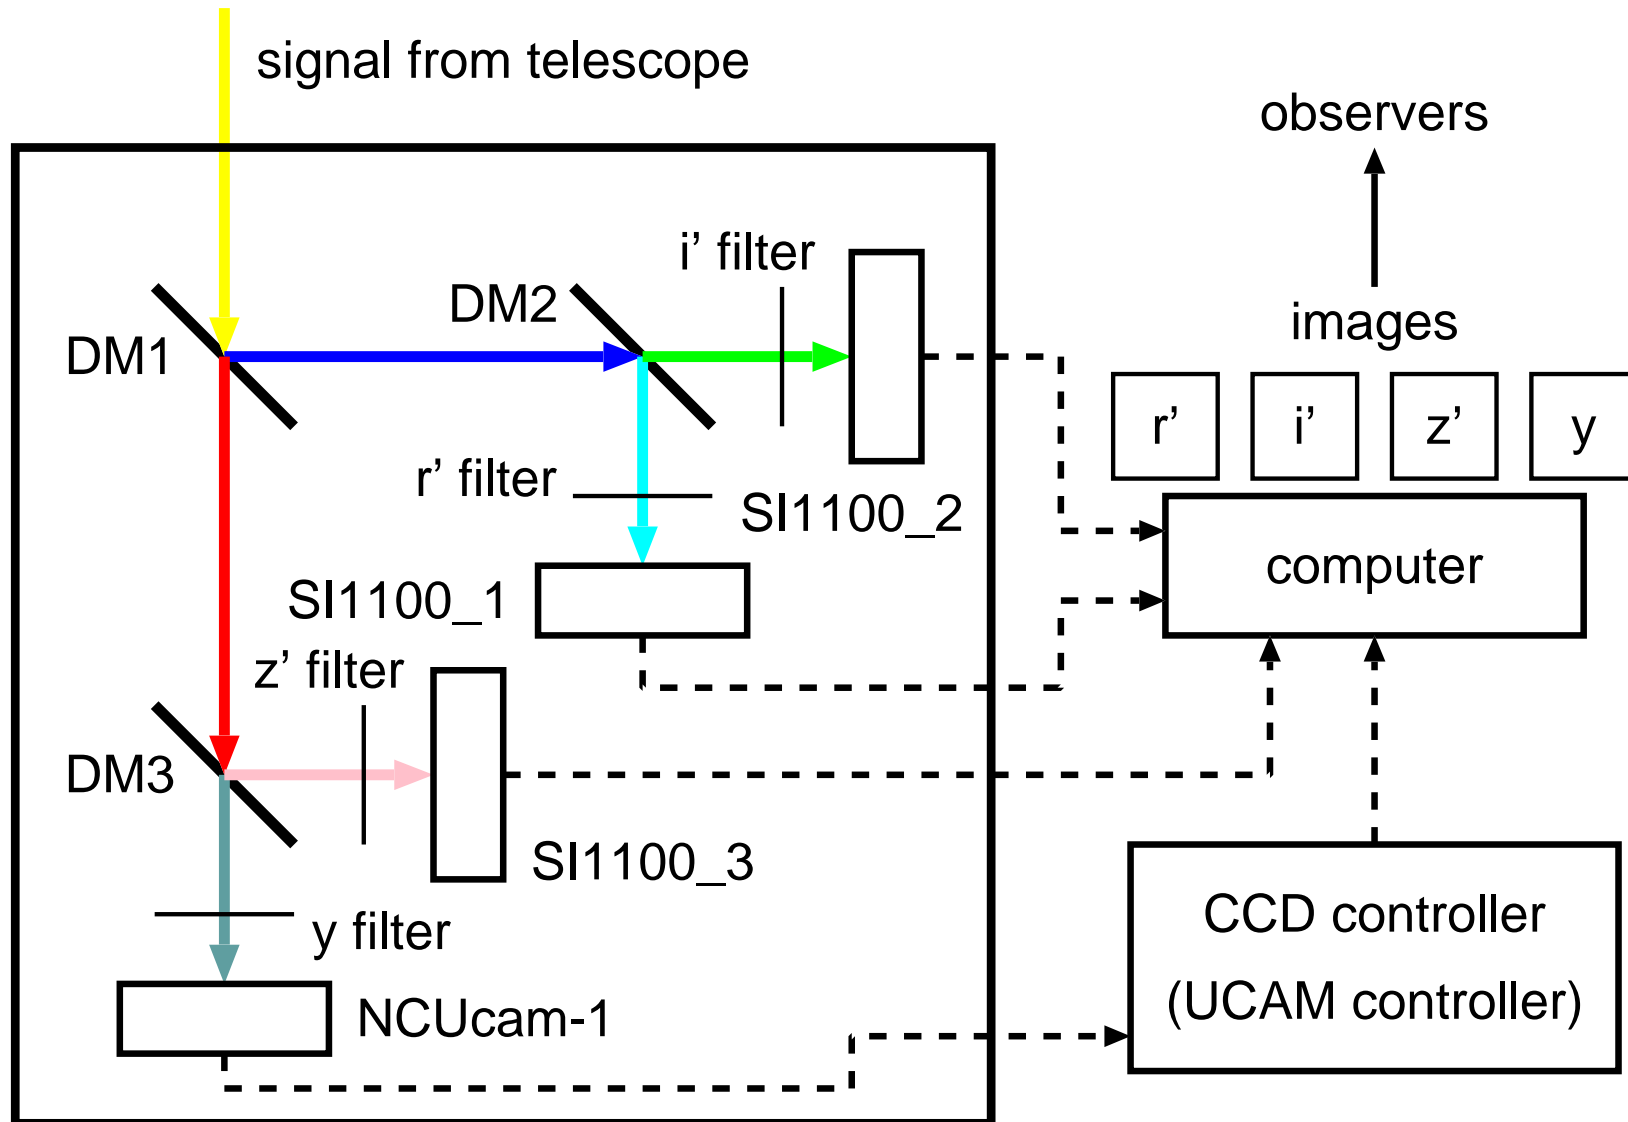 signal from telescope
observers
i’ filter
DM2
images
DM1
r’
i’
z’
y
r’ filter
SI1100_2
computer
SI1100_1
z’ filter
DM3
SI1100_3
CCD controller
y filter
(UCAM controller)
NCUcam-1